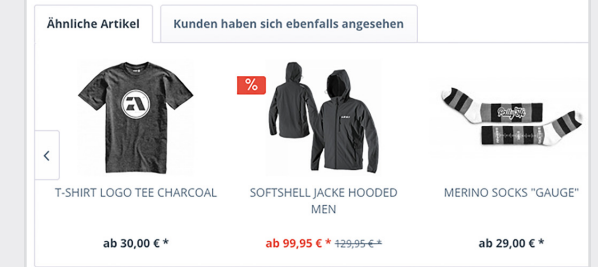 Ähnliche Artikel
Kunden haben sich ebenfalls angesehen
%
T-SHIRT LOGO TEE CHARCOAL
SOFTSHELL JACKE HOODED
MEN
MERINO SOCKS "GAUGE"
ab 30,00 € *
ab 99,95 € * 129,95 € *
ab 29,00 € *